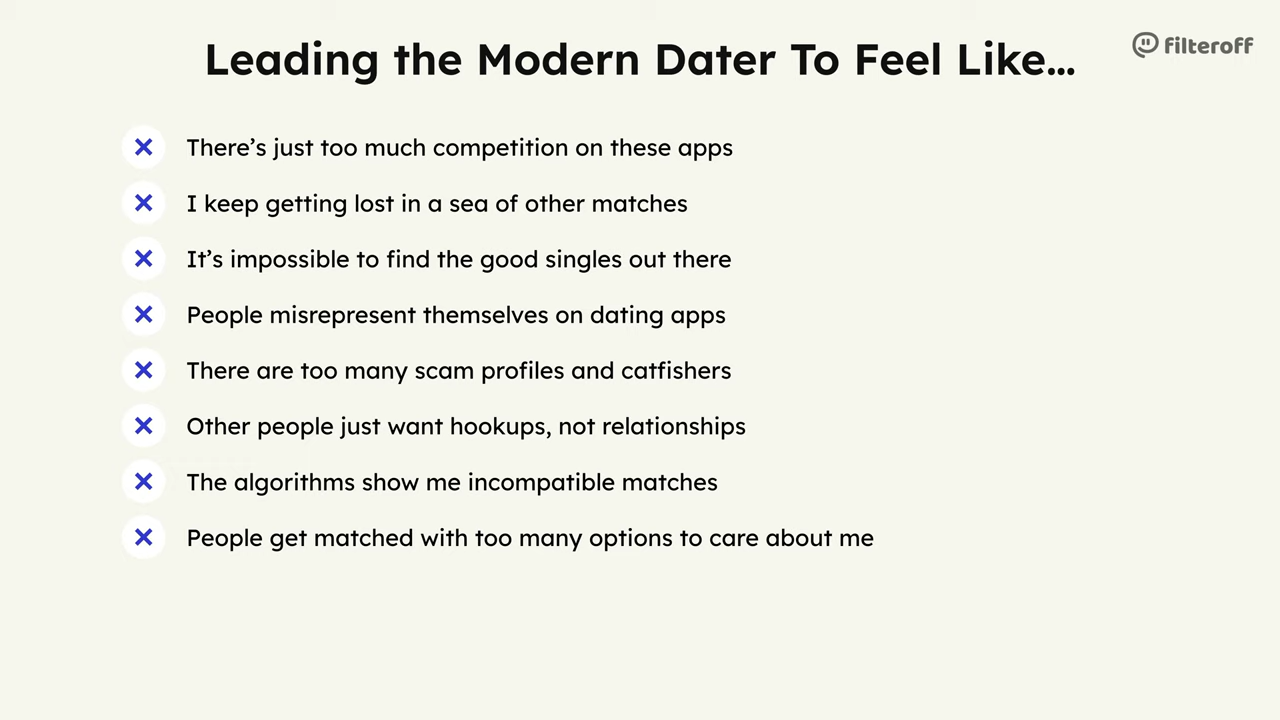 Leading the Modern Dater To Feel Like...
filteroff
There’s just too much competition on these apps
I keep getting lost in a sea of other matches
It’s impossible to find the good singles out there
People misrepresent themselves on dating apps
There are too many scam profiles and catfishers
Other people just want hookups, not relationships
The algorithms show me incompatible matches
People get matched with too many options to care about me